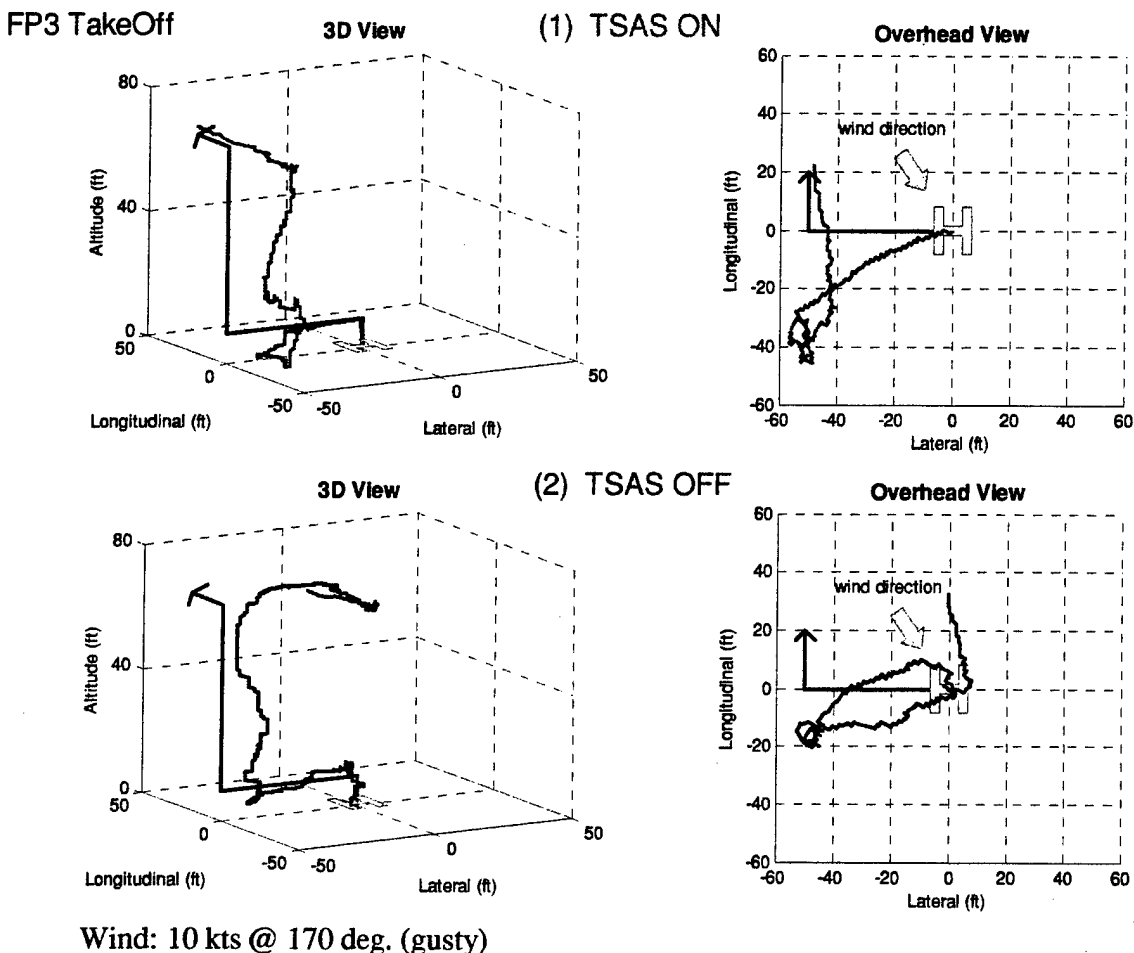 FP3 TakeOff
(1) TSAS ON
3D View
80
40
0
50
0
-50
-50
0
50
Altitude (ft)
Longitudinal (ft)
Lateral (ft)
Overhead View
60
40
20
0
-20
-40
-60
-60
-40
-20
0
20
40
60
wind direction
H
Longitudinal (ft)
Lateral (ft)
(2) TSAS OFF
3D View
80
40
0
50
0
-50
-50
0
50
Altitude (ft)
Longitudinal (ft)
Lateral (ft)
Overhead View
60
40
20
0
-20
-40
-60
-60
-40
-20
0
20
40
60
wind direction
H
Longitudinal (ft)
Lateral (ft)
Wind: 10 kts @ 170 deg. (gusty)